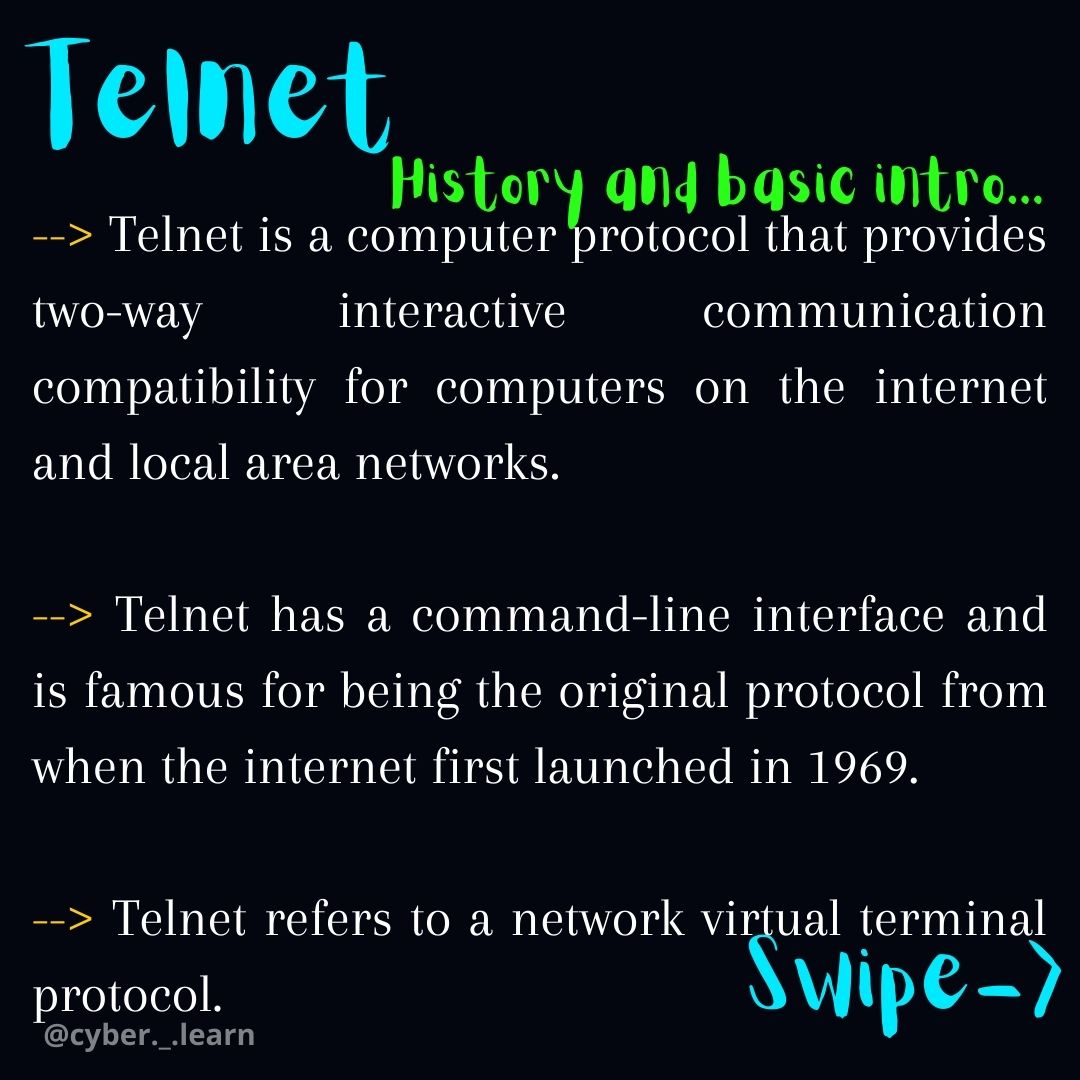 Telnet
History and basic intro...
--> Telnet is a computer protocol that provides
two-way interactive communication
compatibility for computers on the internet
and local area networks.
--> Telnet has a command-line interface and
is famous for being the original protocol from
when the internet first launched in 1969.
--> Telnet refers to a network virtual terminal
protocol.
Swipe->
@cyber._.learn